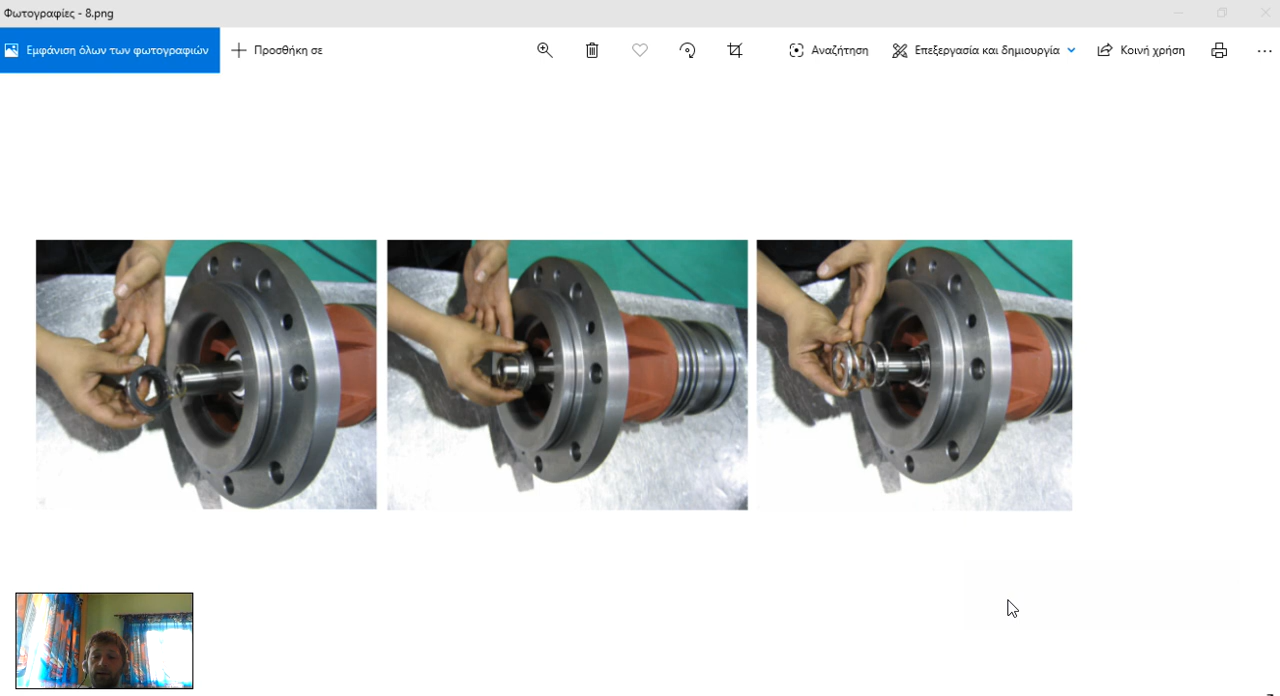 Φωτογραφίες - 8.png
Εμφάνιση όλων των φωτογραφιών
Προσθήκη σε
Αναζήτηση
Επεξεργασία και δημιουργία
Κοινή χρήση